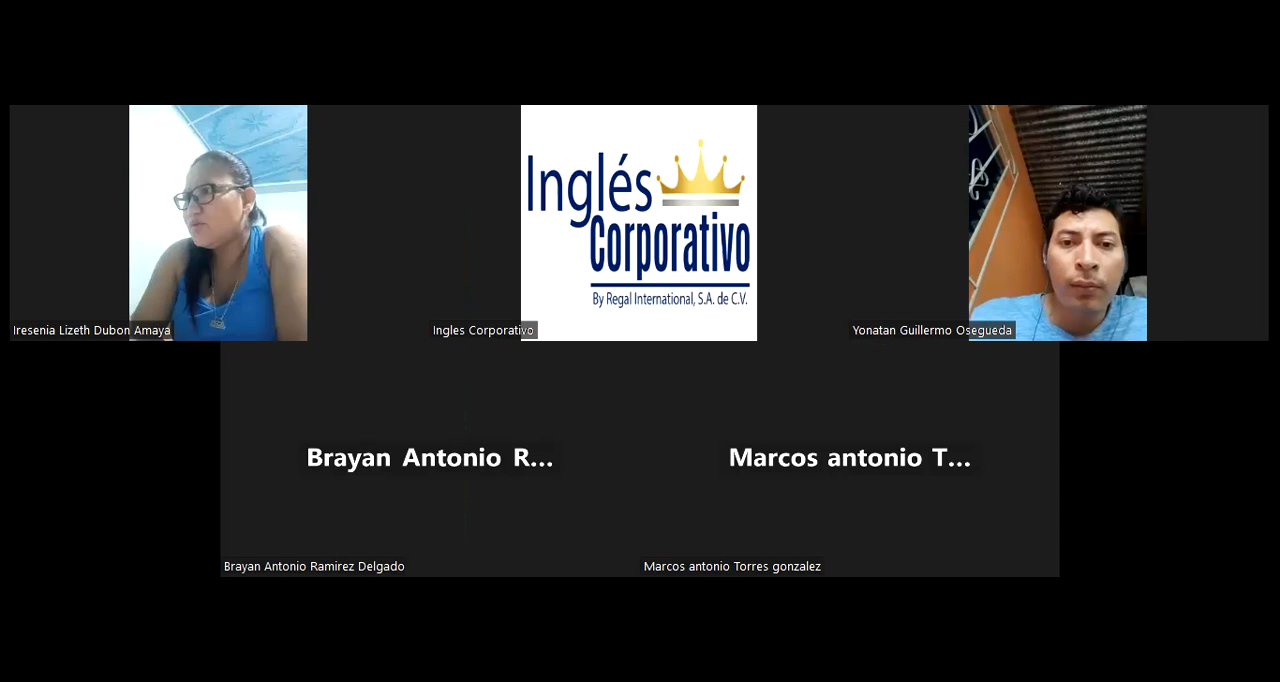 Inglés
Corporativo
By Regal International, S.A. de C.V.
Iresenia Lizeth Dubon Amaya
Ingles Corporativo
Yonatan Guillermo Osegueda
Brayan Antonio R...
Marcos antonio T...
Brayan Antonio Ramirez Delgado
Marcos antonio Torres gonzalez